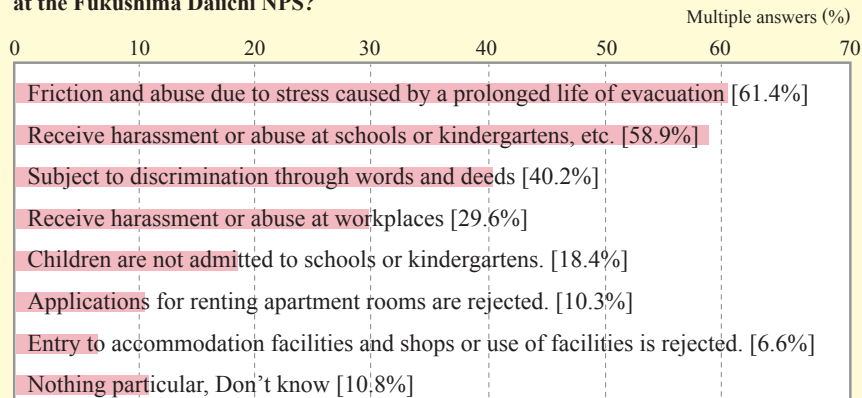 at the Fukushima Daiichi NPS?
Multiple answers (%)
0 10 20 30 40 50 60 70
Friction and abuse due to stress caused by a prolonged life of evacuation [61.4%]
Receive harassment or abuse at schools or kindergartens, etc. [58.9%]
Subject to discrimination through words and deeds [40.2%]
Receive harassment or abuse at workplaces [29.6%]
Children are not admitted to schools or kindergartens. [18.4%]
Applications for renting apartment rooms are rejected. [10.3%]
Entry to accommodation facilities and shops or use of facilities is rejected. [6.6%]
Nothing particular, Don’t know [10.8%]